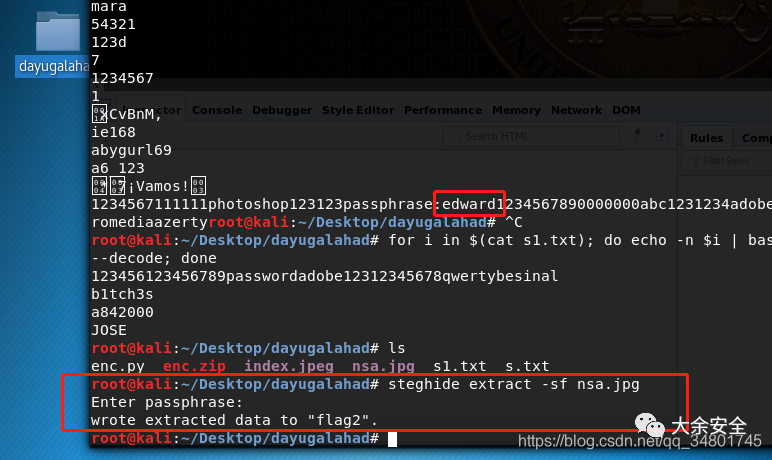 mara
54321
123d
7
1234567
1
xCvBnM,
ie168
abygurl69
a6_123
7¡Vamos!
1234567111111photoshop123123passphrase:edward1234567890000000abc1231234adobe
romediaazertyroot@kali:~/Desktop/dayugalahad# ^C
root@kali:~/Desktop/dayugalahad# for i in $(cat s1.txt); do echo -n $i | bas
--decode; done
123456123456789passwordadobe12312345678qwertybesinal
b1tch3s
a842000
JOSE
root@kali:~/Desktop/dayugalahad# ls
enc.py enc.zip index.jpeg nsa.jpg s1.txt s.txt
root@kali:~/Desktop/dayugalahad# steghide extract -sf nsa.jpg
Enter passphrase:
wrote extracted data to "flag2".
root@kali:~/Desktop/dayugalahad#
dayugalaha
Console Debugger Style Editor Performance Memory Network DOM
Search HTML
Rules Comp
Filter Styles
大余安全
https://blog.csdn.net/qq_34801745